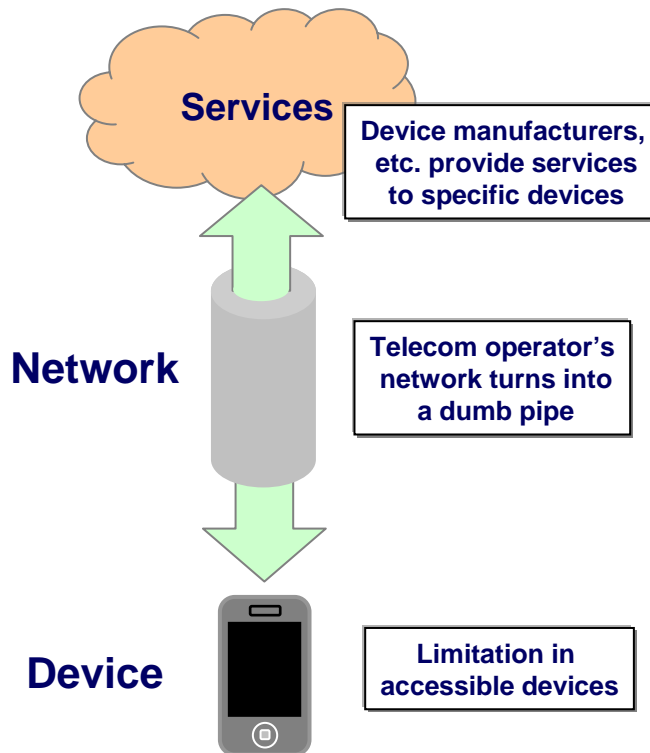 Services
Device manufacturers,
etc. provide services
to specific devices
Network
Telecom operator’s
network turns into
a dumb pipe
Device
Limitation in
accessible devices